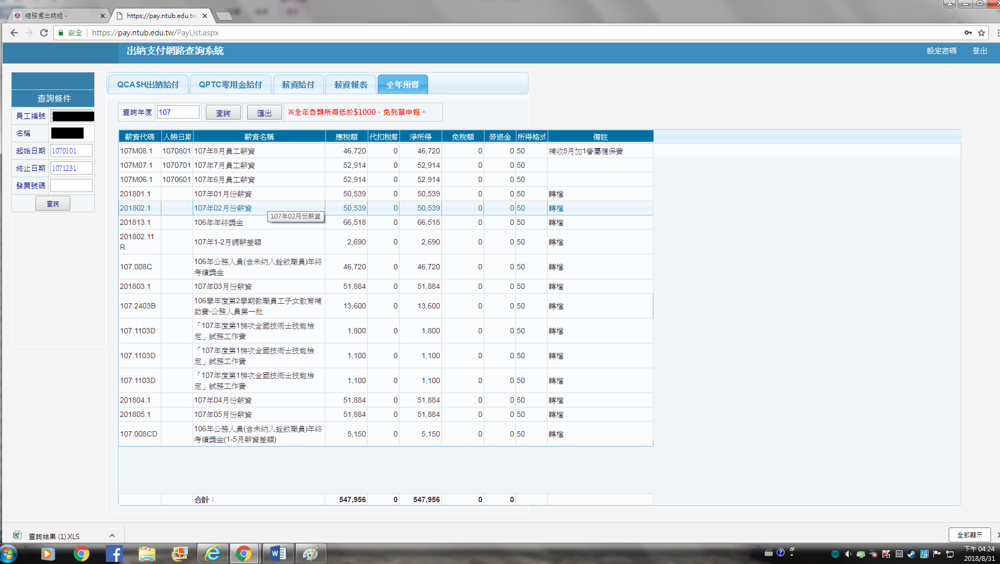 總務處出納組 -
https://pay.ntub.edu.tw
安全 https://pay.ntub.edu.tw/PayList.aspx
出納支付網路查詢系統
設定密碼 登出
查詢條件
員工編號
名稱
起始日期 1070101
終止日期 1071231
發票號碼
查詢
QCASH出納給付 QPTC零用金給付 薪資給付 薪資報表 全年所得
查詢年度 107 查詢 匯出 ※全年各類所得低於$1000，免列單申報。
薪資代碼 入帳日期 薪資名稱 應稅額 代扣稅額 淨所得 免稅額 勞退金 所得格式 備註
107M08.1 1070801 107年8月員工薪資 46,720 0 46,720 0 0 50 補收5月加1眷屬健保費
107M07.1 1070701 107年7月員工薪資 52,914 0 52,914 0 0 50
107M06.1 1070601 107年6月員工薪資 52,914 0 52,914 0 0 50
201801.1 107年01月份薪資 50,539 0 50,539 0 0 50 轉檔
201802.1 107年02月份薪資 50,539 0 50,539 0 0 50 轉檔
107年02月份薪資
201813.1 106年年終獎金 66,518 0 66,518 0 0 50 轉檔
201802.11
R 107年1-2月調薪差額 2,690 0 2,690 0 0 50 轉檔
107.008C 106年公務人員(含未納入銓敘職員)年終
考績獎金 46,720 0 46,720 0 0 50 轉檔
201803.1 107年03月份薪資 51,884 0 51,884 0 0 50 轉檔
107.2403B 106學年度第2學期教職員工子女教育補
助費-公務人員第一批 13,600 0 13,600 0 0 50 轉檔
107.1103D 「107年度第1梯次全國技術士技能檢
定」試務工作費 1,800 0 1,800 0 0 50 轉檔
107.1103D 「107年度第1梯次全國技術士技能檢
定」試務工作費 1,100 0 1,100 0 0 50 轉檔
107.1103D 「107年度第1梯次全國技術士技能檢
定」試務工作費 1,100 0 1,100 0 0 50 轉檔
201804.1 107年04月份薪資 51,884 0 51,884 0 0 50 轉檔
201805.1 107年05月份薪資 51,884 0 51,884 0 0 50 轉檔
107.008CD 106年公務人員(含未納入銓敘職員)年終
考績獎金(1-5月薪資差額) 5,150 0 5,150 0 0 50 轉檔
合計： 547,956 0 547,956 0 0
查詢結果 (1).XLS
全部顯示
下午 04:24
2018/8/31